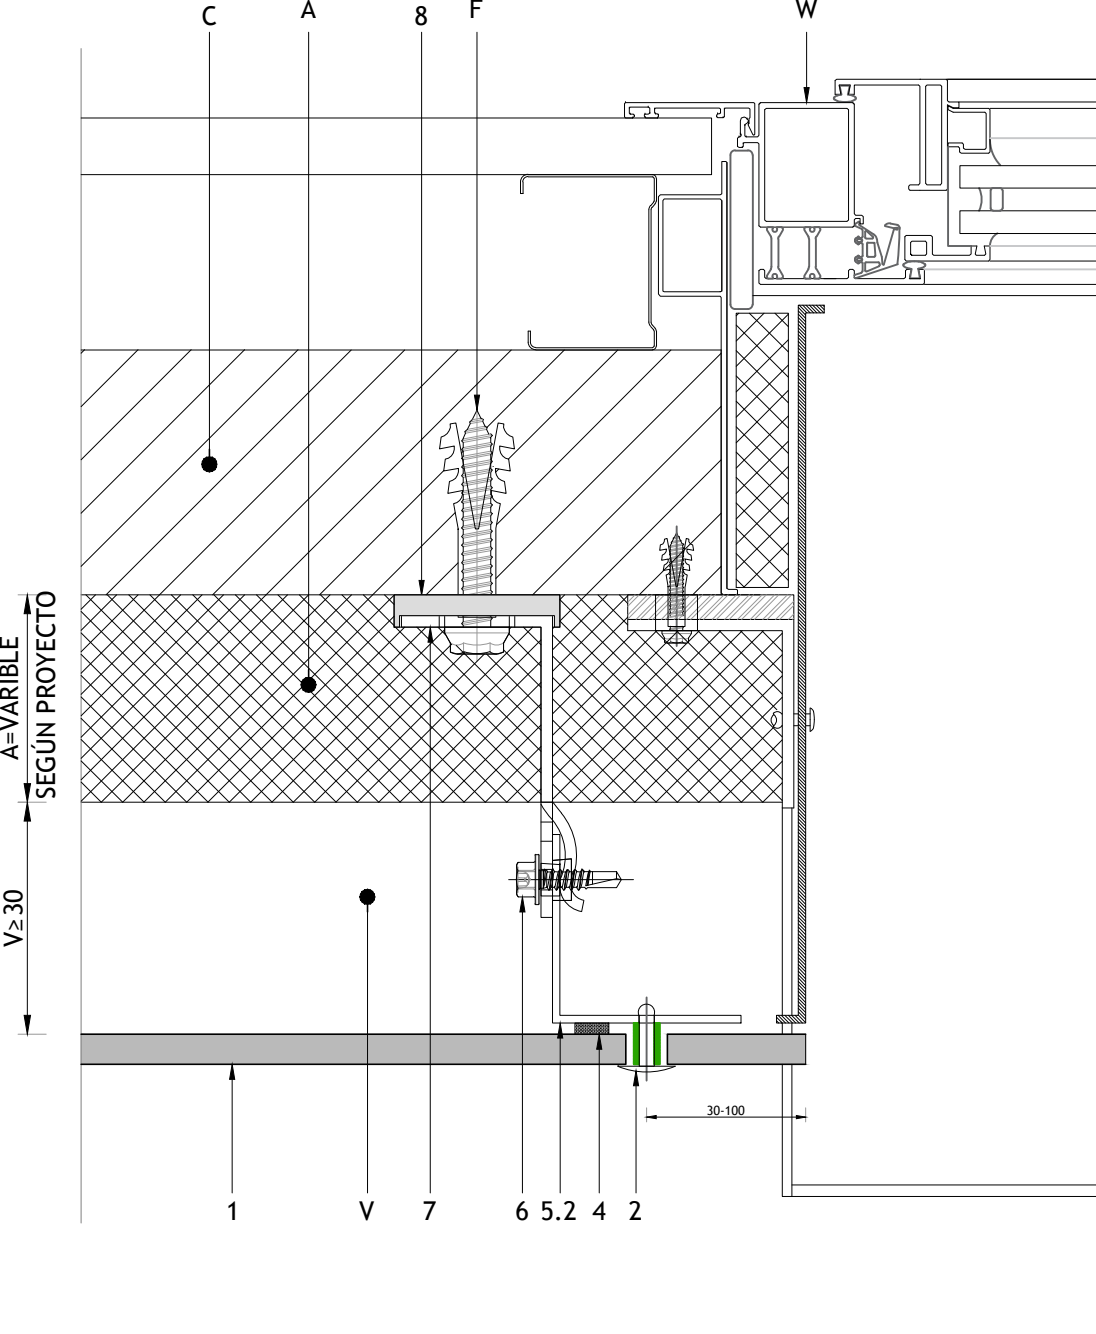 C A 8 F W
A=VARIBLE
SEGÚN PROYECTO
V≥30
30-100
1 V 7 6 5.2 4 2